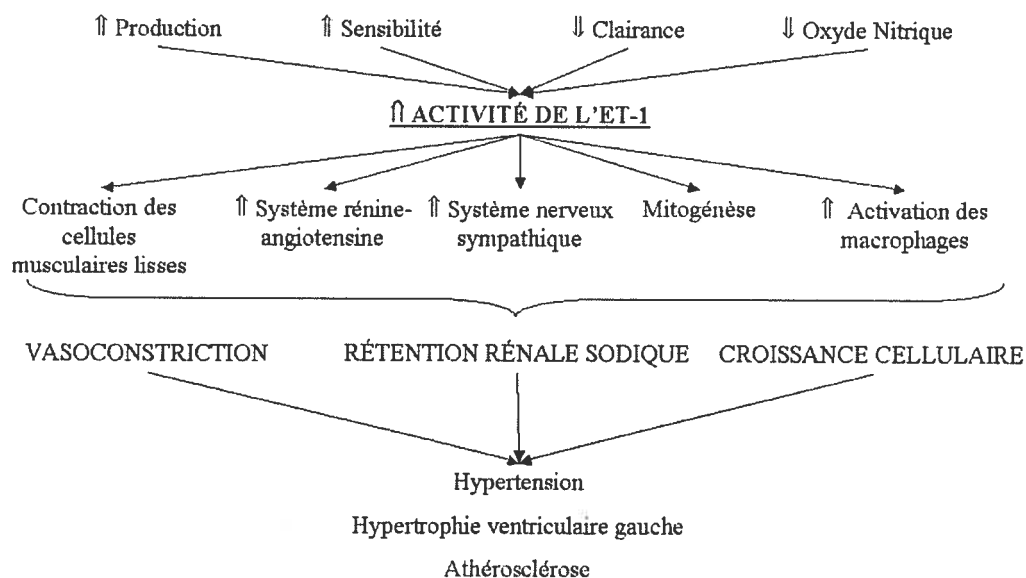 ⇑ Production ⇑ Sensibilité ⇓ Clairance ⇓ Oxyde Nitrique
⇑ ACTIVITÉ DE L'ET-1
Contraction des
cellules
musculaires lisses
⇑ Système rénine-
angiotensine
⇑ Système nerveux
sympathique
Mitogénèse
⇑ Activation des
macrophages
VASOCONSTRICTION RÉTENTION RÉNALE SODIQUE CROISSANCE CELLULAIRE
Hypertension
Hypertrophie ventriculaire gauche
Athérosclérose